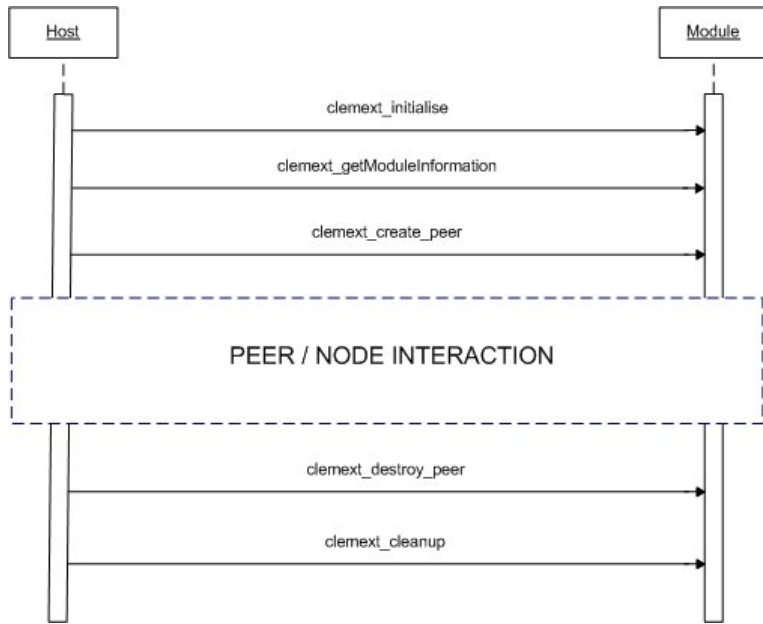 Host
Module
clemext_initialise
clemext_getModuleInformation
clemext_create_peer
PEER / NODE INTERACTION
clemext_destroy_peer
clemext_cleanup